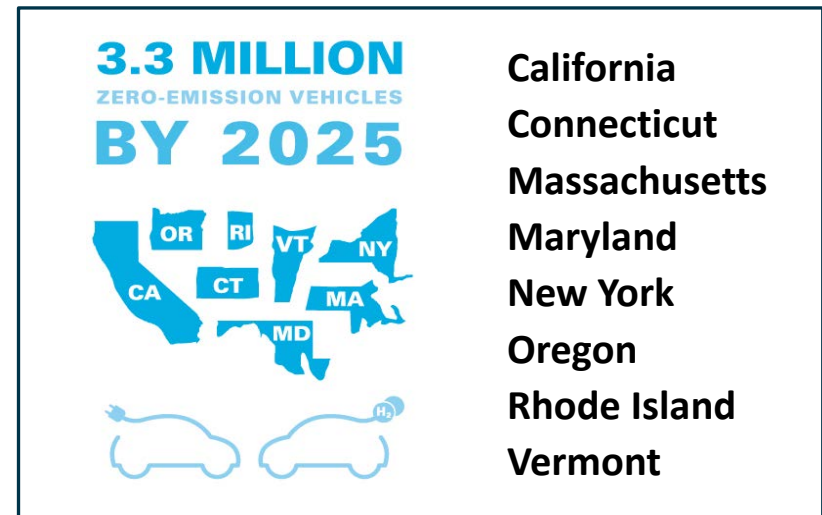 3.3 MILLION
ZERO-EMISSION VEHICLES
BY 2025
OR
RI
VT
NY
CA
CT
MA
MD
H₂
California
Connecticut
Massachusetts
Maryland
New York
Oregon
Rhode Island
Vermont